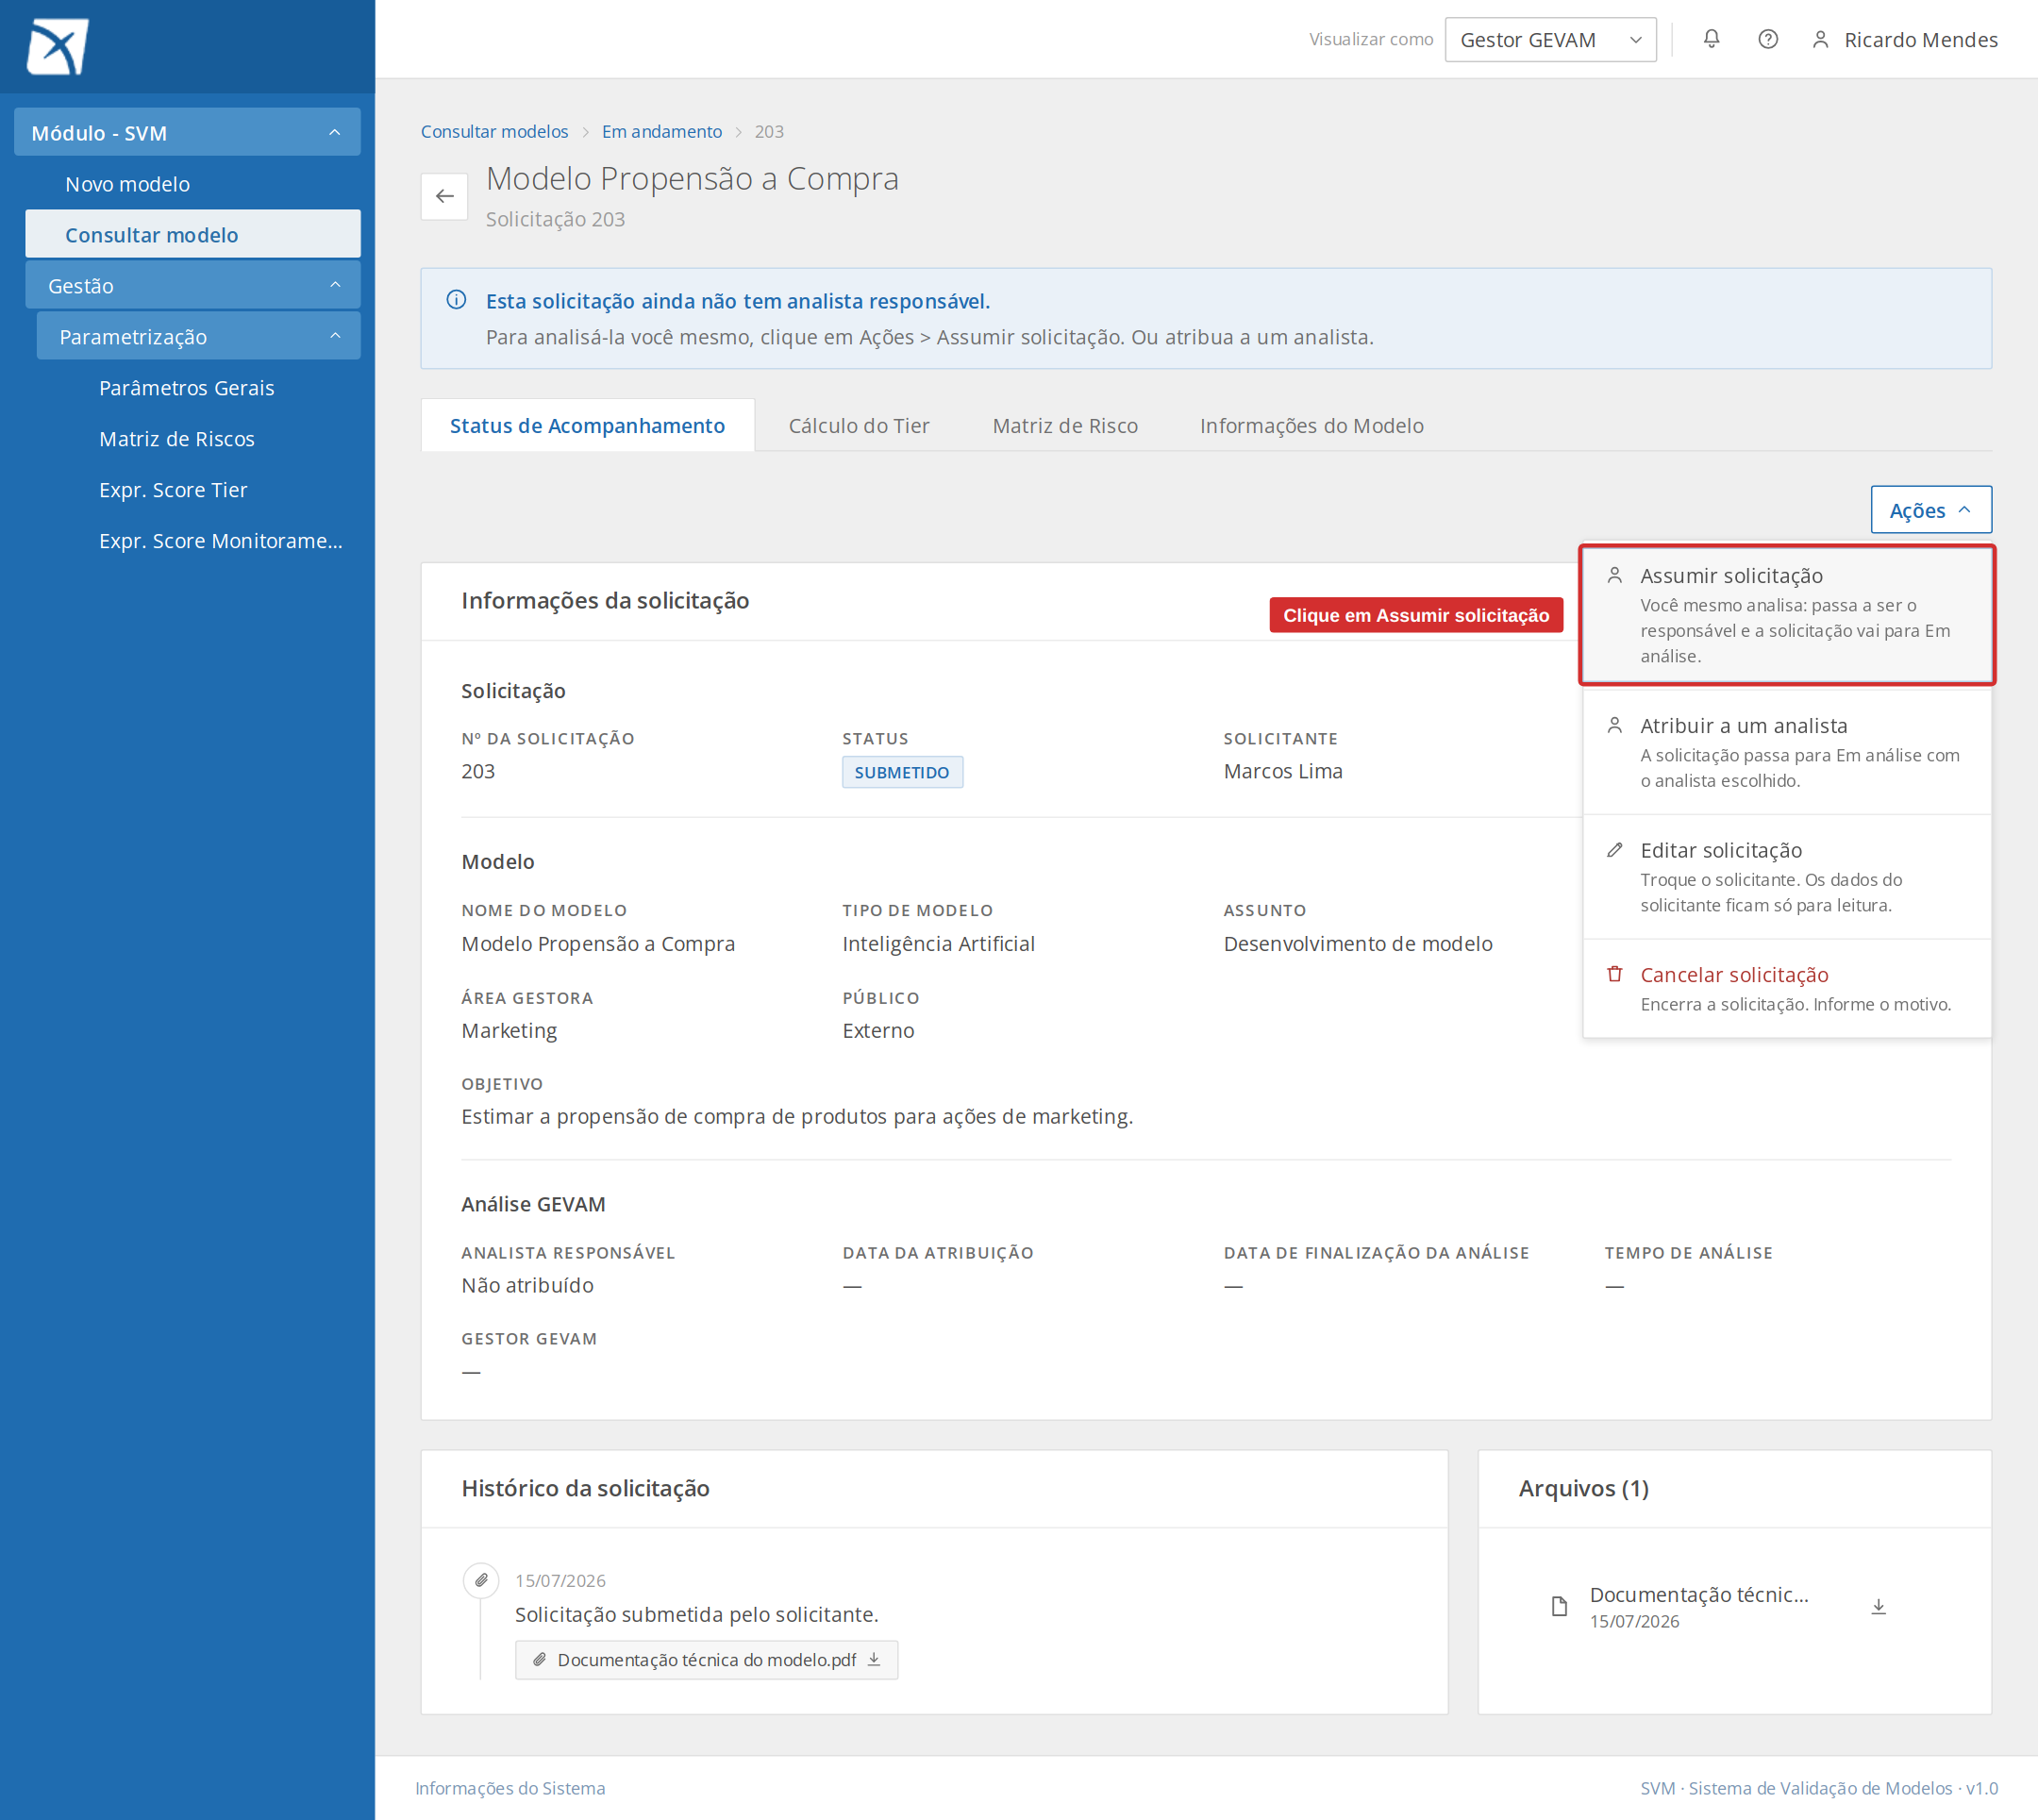 Visualizar como
Gestor GEVAM
Ricardo Mendes
Módulo - SVM
Novo modelo
Consultar modelo
Gestão
Parametrização
Parâmetros Gerais
Matriz de Riscos
Expr. Score Tier
Expr. Score Monitorame...
Consultar modelos > Em andamento > 203
Modelo Propensão a Compra
Solicitação 203
Esta solicitação ainda não tem analista responsável.
Para analisá-la você mesmo, clique em Ações > Assumir solicitação. Ou atribua a um analista.
Status de Acompanhamento
Cálculo do Tier
Matriz de Risco
Informações do Modelo
Ações
Assumir solicitação
Você mesmo analisa: passa a ser o
responsável e a solicitação vai para Em
análise.
Atribuir a um analista
A solicitação passa para Em análise com
o analista escolhido.
Editar solicitação
Troque o solicitante. Os dados do
solicitante ficam só para leitura.
Cancelar solicitação
Encerra a solicitação. Informe o motivo.
Clique em Assumir solicitação
Informações da solicitação
Solicitação
Nº DA SOLICITAÇÃO
203
STATUS
SUBMETIDO
SOLICITANTE
Marcos Lima
Modelo
NOME DO MODELO
Modelo Propensão a Compra
TIPO DE MODELO
Inteligência Artificial
ASSUNTO
Desenvolvimento de modelo
ÁREA GESTORA
Marketing
PÚBLICO
Externo
OBJETIVO
Estimar a propensão de compra de produtos para ações de marketing.
Análise GEVAM
ANALISTA RESPONSÁVEL
Não atribuído
DATA DA ATRIBUIÇÃO
—
DATA DE FINALIZAÇÃO DA ANÁLISE
—
TEMPO DE ANÁLISE
—
GESTOR GEVAM
—
Histórico da solicitação
15/07/2026
Solicitação submetida pelo solicitante.
Documentação técnica do modelo.pdf
Arquivos (1)
Documentação técnic...
15/07/2026
Informações do Sistema
SVM · Sistema de Validação de Modelos · v1.0